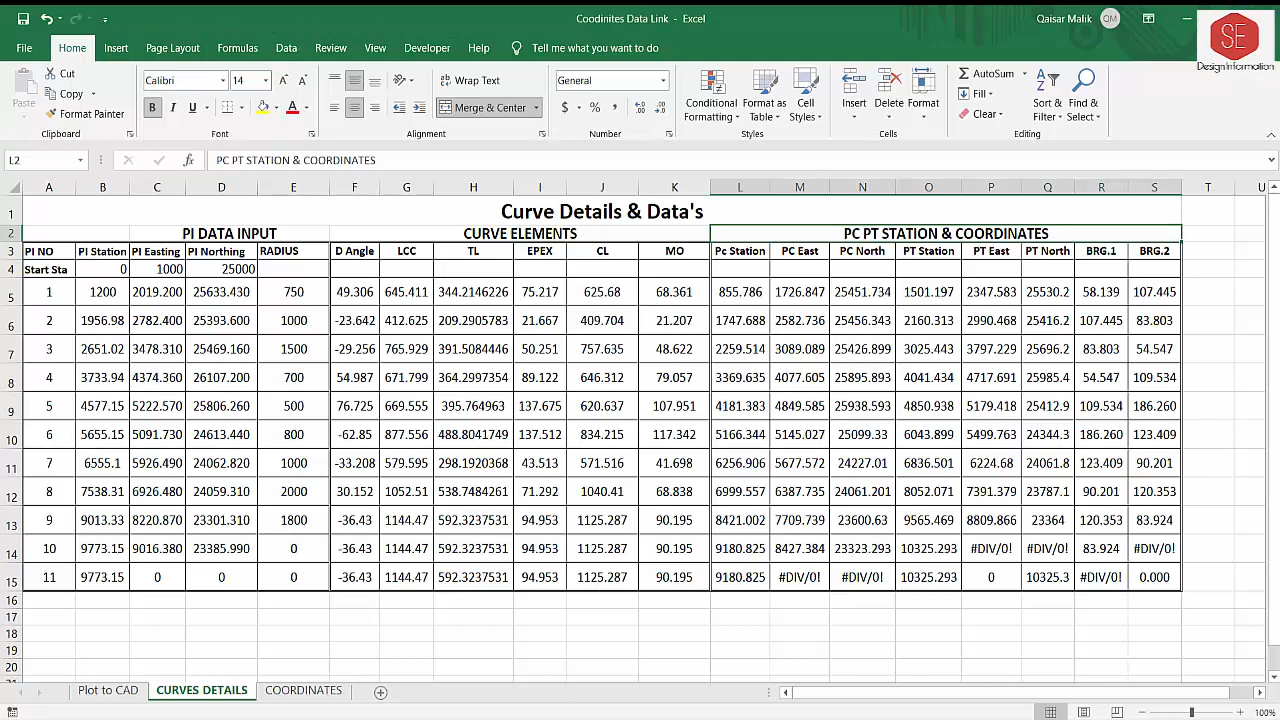 Coodinites Data Link - Excel
Qaisar Malik QM
SE
DesignInformation
File Home Insert Page Layout Formulas Data Review View Developer Help Tell me what you want to do
Paste
Cut
Copy
Format Painter
Clipboard
Calibri 14
B I U
Font
Wrap Text
Merge & Center
Alignment
General
$ % ,
Number
Conditional Formatting
Format as Table
Cell Styles
Styles
Insert
Delete
Format
Cells
AutoSum
Fill
Clear
Sort & Filter
Find & Select
Editing
L2 fx PC PT STATION & COORDINATES
A B C D E F G H I J K L M N O P Q R S T U
1 Curve Details & Data's
2 PI DATA INPUT CURVE ELEMENTS PC PT STATION & COORDINATES
3 PI NO PI Station PI Easting PI Northing RADIUS D Angle LCC TL EPEX CL MO Pc Station PC East PC North PT Station PT East PT North BRG.1 BRG.2
4 Start Sta 0 1000 25000
5 1 1200 2019.200 25633.430 750 49.306 645.411 344.2146226 75.217 625.68 68.361 855.786 1726.847 25451.734 1501.197 2347.583 25530.2 58.139 107.445
6 2 1956.98 2782.400 25393.600 1000 -23.642 412.625 209.2905783 21.667 409.704 21.207 1747.688 2582.736 25456.343 2160.313 2990.468 25416.2 107.445 83.803
7 3 2651.02 3478.310 25469.160 1500 -29.256 765.929 391.5084446 50.251 757.635 48.622 2259.514 3089.089 25426.899 3025.443 3797.229 25696.2 83.803 54.547
8 4 3733.94 4374.360 26107.200 700 54.987 671.799 364.2997354 89.122 646.312 79.057 3369.635 4077.605 25895.893 4041.434 4717.691 25985.4 54.547 109.534
9 5 4577.15 5222.570 25806.260 500 76.725 669.555 395.764963 137.675 620.637 107.951 4181.383 4849.585 25938.593 4850.938 5179.418 25412.9 109.534 186.260
10 6 5655.15 5091.730 24613.440 800 -62.85 877.556 488.8041749 137.512 834.215 117.342 5166.344 5145.027 25099.33 6043.899 5499.763 24344.3 186.260 123.409
11 7 6555.1 5926.490 24062.820 1000 -33.208 579.595 298.1920368 43.513 571.516 41.698 6256.906 5677.572 24227.01 6836.501 6224.68 24061.8 123.409 90.201
12 8 7538.31 6926.480 24059.310 2000 30.152 1052.51 538.7484261 71.292 1040.41 68.838 6999.557 6387.735 24061.201 8052.071 7391.379 23787.1 90.201 120.353
13 9 9013.33 8220.870 23301.310 1800 -36.43 1144.47 592.3237531 94.953 1125.287 90.195 8421.002 7709.739 23600.63 9565.469 8809.866 23364 120.353 83.924
14 10 9773.15 9016.380 23385.990 0 -36.43 1144.47 592.3237531 94.953 1125.287 90.195 9180.825 8427.384 23323.293 10325.293 #DIV/0! #DIV/0! 83.924 #DIV/0!
15 11 9773.15 0 0 0 -36.43 1144.47 592.3237531 94.953 1125.287 90.195 9180.825 #DIV/0! #DIV/0! 10325.293 0 10325.3 #DIV/0! 0.000
16
17
18
19
20
Plot to CAD CURVES DETAILS COORDINATES
100%